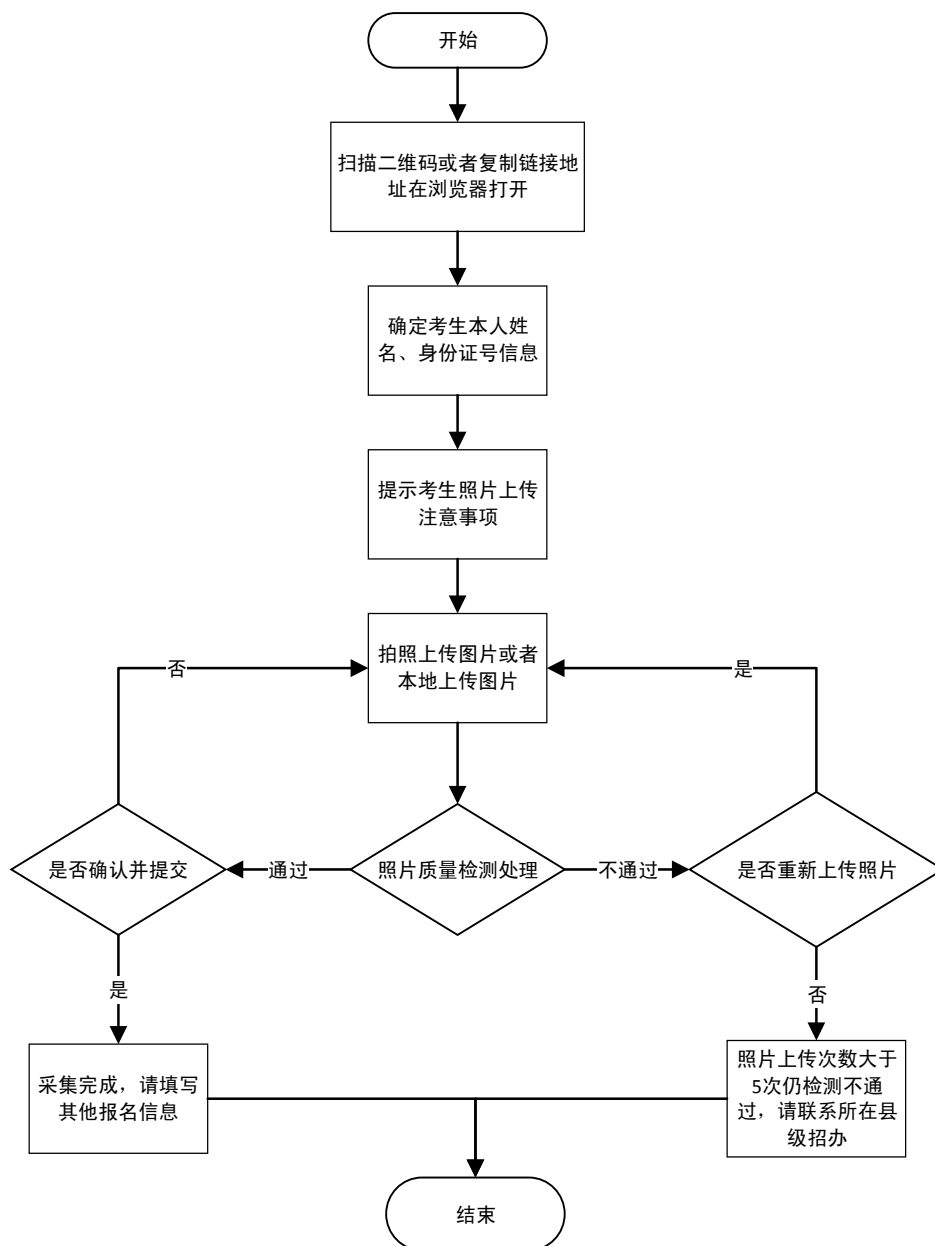 开始
扫描二维码或者复制链接地
址在浏览器打开
确定考生本人姓
名、身份证号信息
提示考生照片上传
注意事项
拍照上传图片或者
本地上传图片
否
是
是否确认并提交
通过
照片质量检测处理
不通过
是否重新上传照片
是
否
采集完成，请填写
其他报名信息
照片上传次数大于
5次仍检测不通
过，请联系所在县
级招办
结束